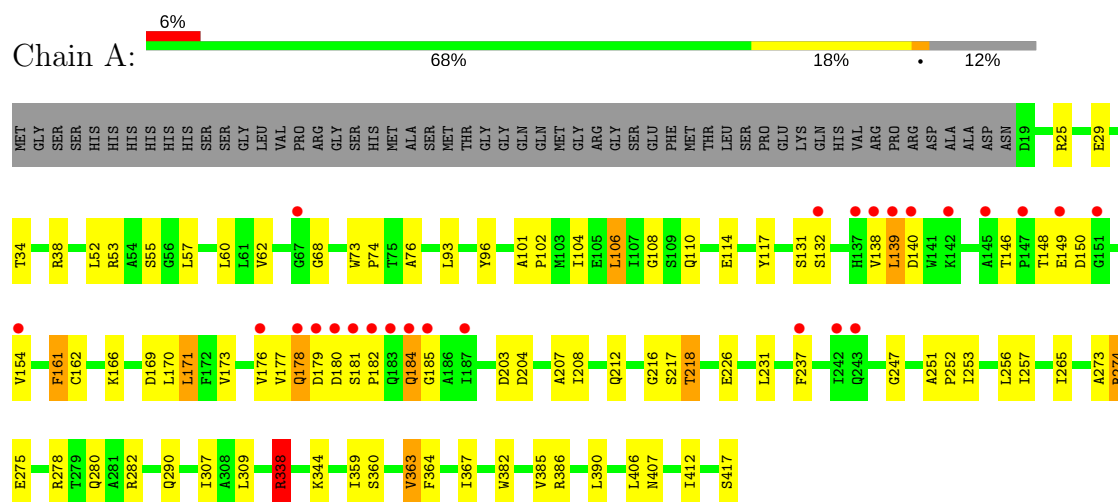 6%
Chain A:
68%
18%
•
12%
MET GLY SER SER HIS HIS HIS HIS HIS HIS SER SER GLY LEU VAL PRO ARG GLY SER HIS MET ALA SER MET THR GLY GLY GLN GLN MET GLY ARG GLY SER GLU PHE MET THR LEU SER PRO GLU LYS GLN HIS VAL ARG PRO ARG ASP ALA ALA ASP ASN D19 R25 E29
T34 R38 L52 R53 A54 S55 G56 L57 L60 L61 V62 G67 G68 W73 P74 T75 A76 L93 Y96 A101 P102 M103 I104 E105 L106 I107 G108 S109 Q110 E114 Y117 S131 S132 H137 V138 L139 D140 W141 K142 A145 T146 P147 T148 E149 D150 G151
V154 F161 C162 K166 D169 L170 L171 F172 V173 V176 V177 Q178 D179 D180 S181 P182 Q183 Q184 G185 A186 I187 D203 D204 A207 I208 Q212 G216 S217 T218 E226 L231 F237 I242 Q243 G247 A251 P252 I253 L256 I257 I265 A273 R274
E275 R278 T279 Q280 A281 R282 Q290 I307 A308 L309 R338 K344 I359 S360 V363 F364 I367 W382 V385 R386 L390 L406 N407 I412 S417